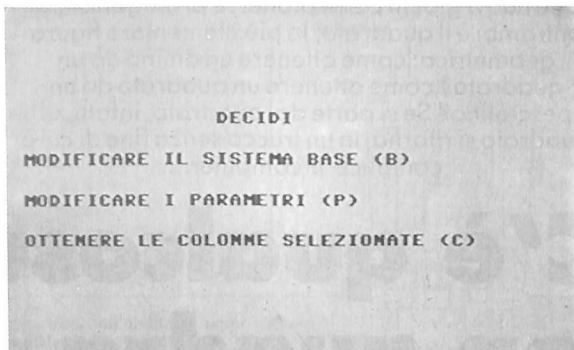 DECIDI
MODIFICARE IL SISTEMA BASE (B)
MODIFICARE I PARAMETRI (P)
OTTENERE LE COLONNE SELEZIONATE (C)